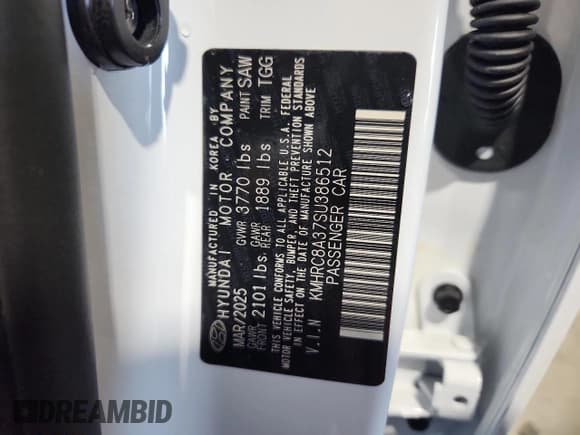 MANUFACTURED IN KOREA BY
HYUNDAI MOTOR COMPANY
MAR/2025 GVWR 3770 lbs PAINT SAW
GAWR FRONT 2101 lbs. GAWR REAR 1889 lbs TRIM TGG
THIS VEHICLE CONFORMS TO ALL APPLICABLE U.S.A. FEDERAL
MOTOR VEHICLE SAFETY, BUMPER, AND THEFT PREVENTION STANDARDS
IN EFFECT ON THE DATE OF MANUFACTURE SHOWN ABOVE
V.I.N KMHRC8A37SU386512
PASSENGER CAR
DREAMBID